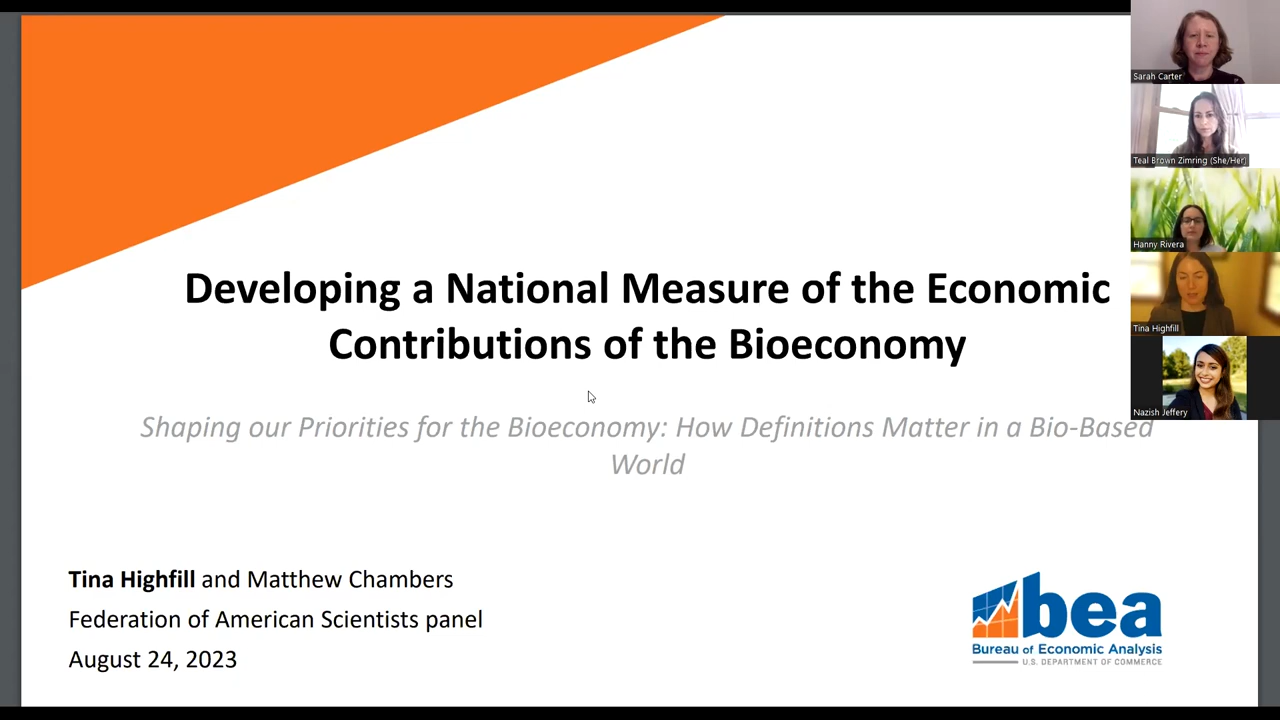 Developing a National Measure of the Economic
Contributions of the Bioeconomy
Shaping our Priorities for the Bioeconomy: How Definitions Matter in a Bio-Based
World
Tina Highfill and Matthew Chambers
Federation of American Scientists panel
August 24, 2023
bea
Bureau of Economic Analysis
U.S. DEPARTMENT OF COMMERCE
Sarah Carter
Teal Brown Zimring (She/Her)
Hanny Rivera
Tina Highfill
Nazish Jeffery